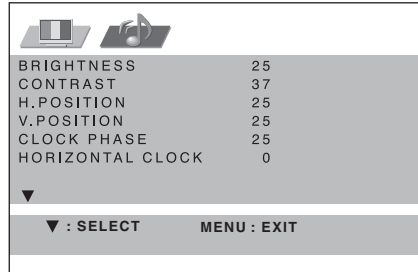 BRIGHTNESS 25
CONTRAST 37
H.POSITION 25
V.POSITION 25
CLOCK PHASE 25
HORIZONTAL CLOCK 0
▼
▼ : SELECT MENU : EXIT